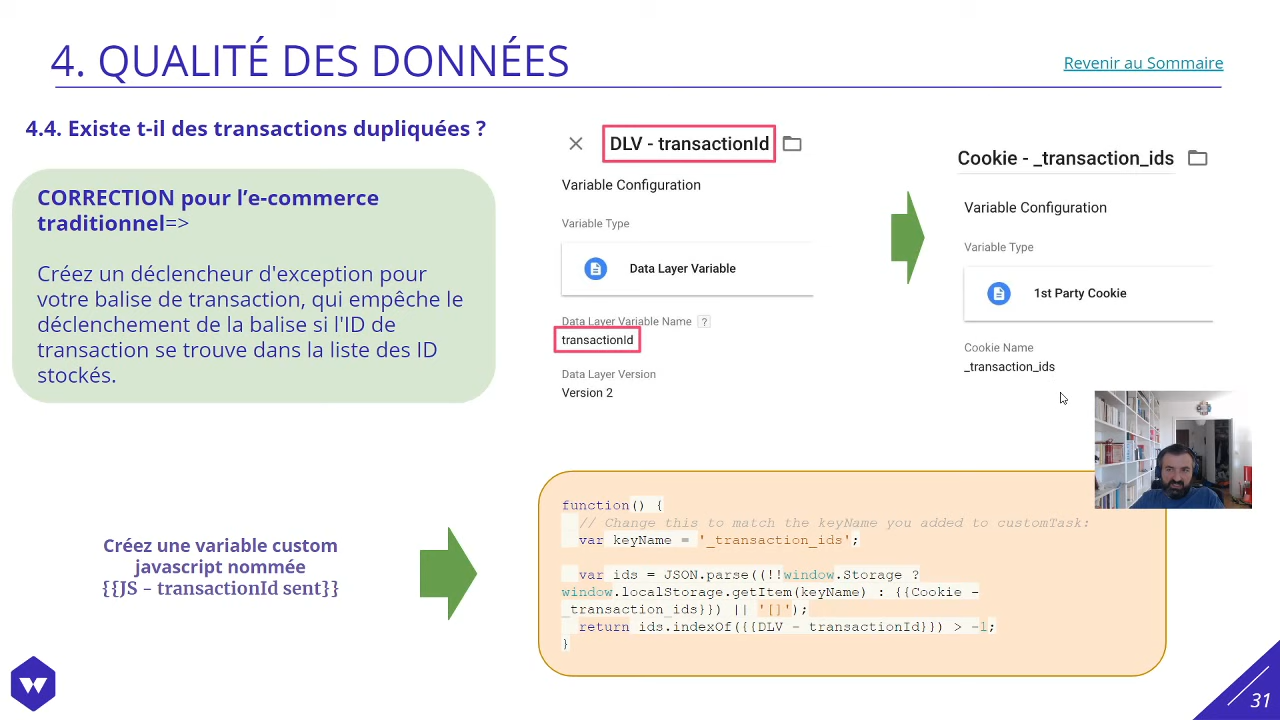 4. QUALITÉ DES DONNÉES
Revenir au Sommaire
4.4. Existe t-il des transactions dupliquées ?
CORRECTION pour l’e-commerce
traditionnel=>
Créez un déclencheur d'exception pour
votre balise de transaction, qui empêche le
déclenchement de la balise si l'ID de
transaction se trouve dans la liste des ID
stockés.
DLV - transactionId
Variable Configuration
Variable Type
Data Layer Variable
Data Layer Variable Name ?
transactionId
Data Layer Version
Version 2
Cookie - _transaction_ids
Variable Configuration
Variable Type
1st Party Cookie
Cookie Name
_transaction_ids
Créez une variable custom
javascript nommée
{{JS - transactionId sent}}
function() {
// Change this to match the keyName you added to customTask:
var keyName = '_transaction_ids';
var ids = JSON.parse((!!window.Storage ?
window.localStorage.getItem(keyName) : {{Cookie -
_transaction_ids}}) || '[]');
return ids.indexOf({{DLV - transactionId}}) > -1;
}
31